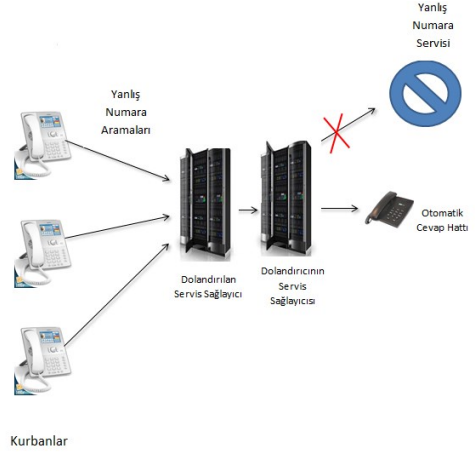 Yanlış
Numara
Servisi
Yanlış
Numara
Aramaları
Otomatik
Cevap Hattı
Dolandırılan
Servis Sağlayıcı
Dolandırıcının
Servis
Sağlayıcısı
Kurbanlar